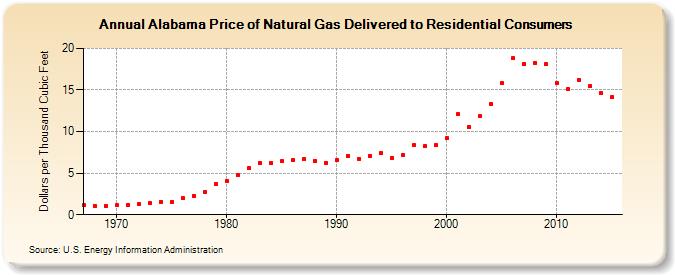 Annual Alabama Price of Natural Gas Delivered to Residential Consumers
Dollars per Thousand Cubic Feet
20
15
10
5
0
1970 1980 1990 2000 2010
Source: U.S. Energy Information Administration